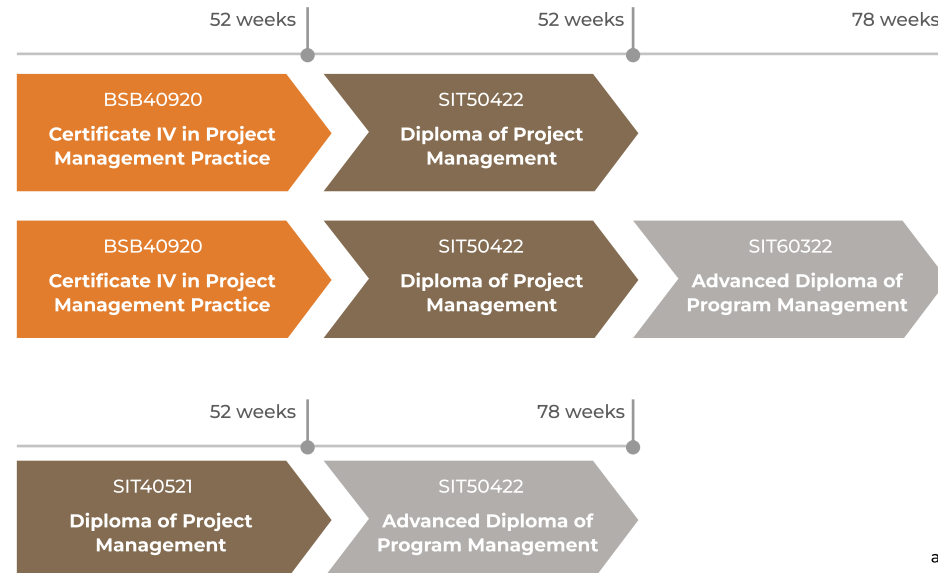 52 weeks
52 weeks
78 weeks
BSB40920
Certificate IV in Project
Management Practice
SIT50422
Diploma of Project
Management
BSB40920
Certificate IV in Project
Management Practice
SIT50422
Diploma of Project
Management
SIT60322
Advanced Diploma of
Program Management
52 weeks
78 weeks
SIT40521
Diploma of Project
Management
SIT50422
Advanced Diploma of
Program Management